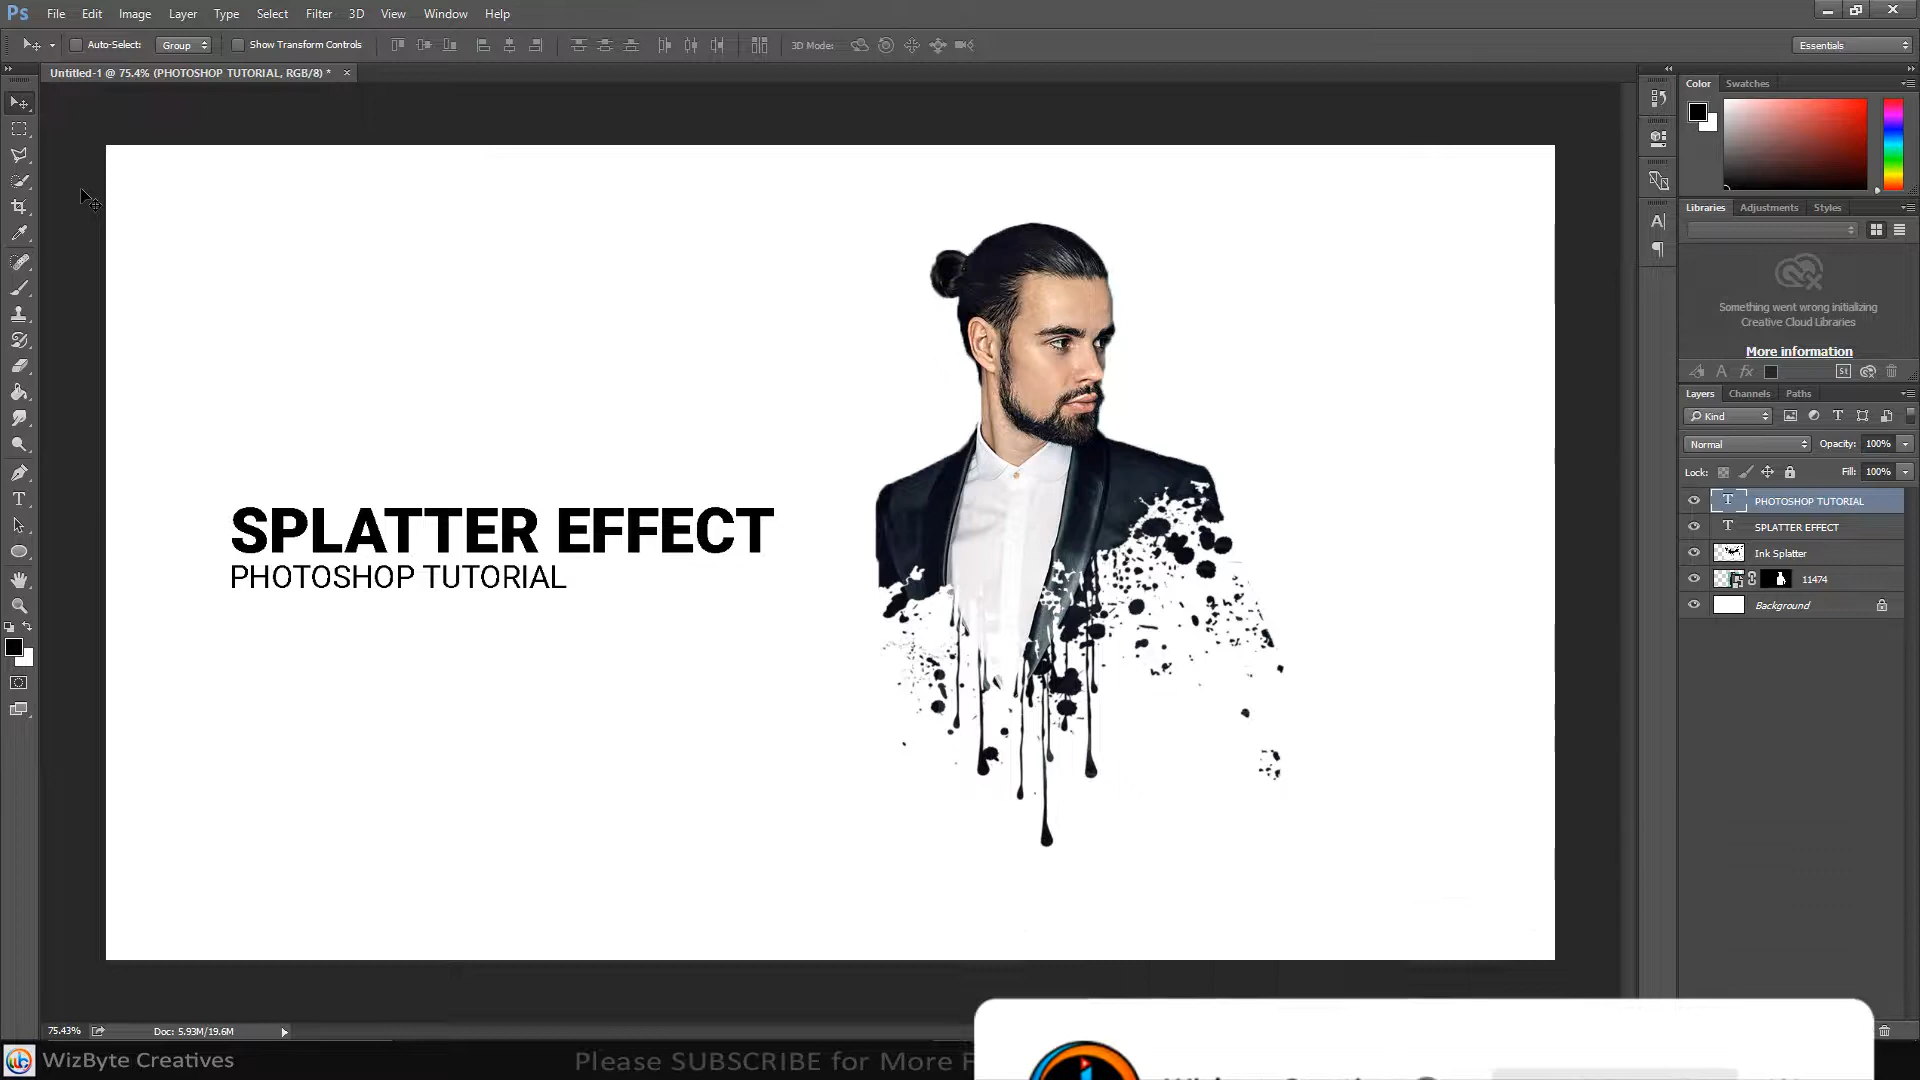 Ps File Edit Image Layer Type Select Filter 3D View Window Help
Auto-Select: Group Show Transform Controls 3D Mode: Essentials
Untitled-1 @ 75.4% (PHOTOSHOP TUTORIAL, RGB/8) * ×
Color Swatches
Libraries Adjustments Styles
Something went wrong initializing
Creative Cloud Libraries
More information
Layers Channels Paths
Kind
Normal Opacity: 100%
Lock: Fill: 100%
PHOTOSHOP TUTORIAL
SPLATTER EFFECT
Ink Splatter
11474
Background
SPLATTER EFFECT
PHOTOSHOP TUTORIAL
75.43% Doc: 5.93M/19.6M
WizByte Creatives
Please SUBSCRIBE for More